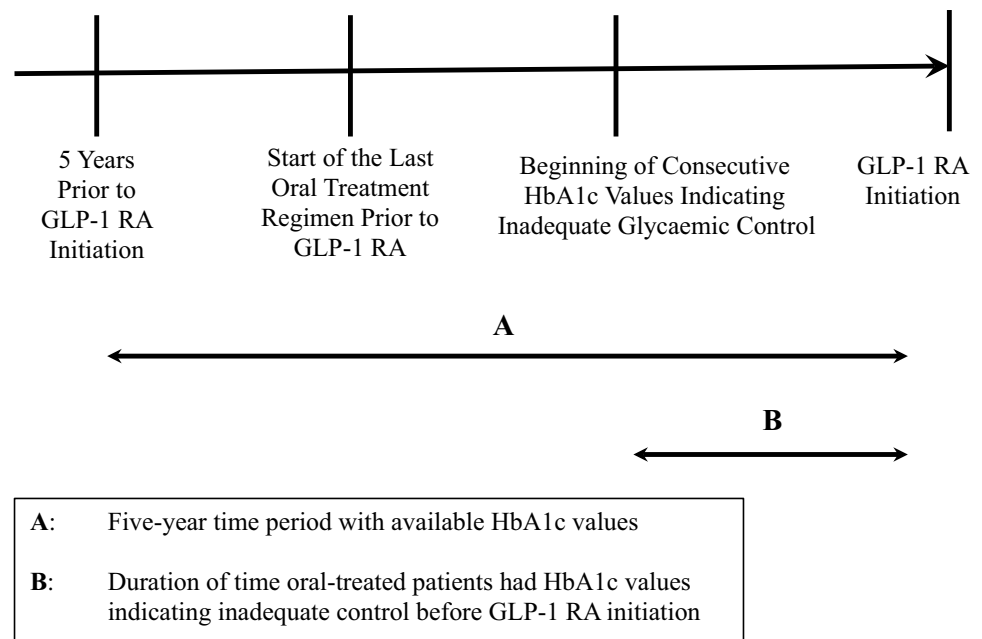 5 Years
Prior to
GLP-1 RA
Initiation
Start of the Last
Oral Treatment
Regimen Prior to
GLP-1 RA
Beginning of Consecutive
HbA1c Values Indicating
Inadequate Glycaemic Control
GLP-1 RA
Initiation
A
B
A: Five-year time period with available HbA1c values
B: Duration of time oral-treated patients had HbA1c values
indicating inadequate control before GLP-1 RA initiation